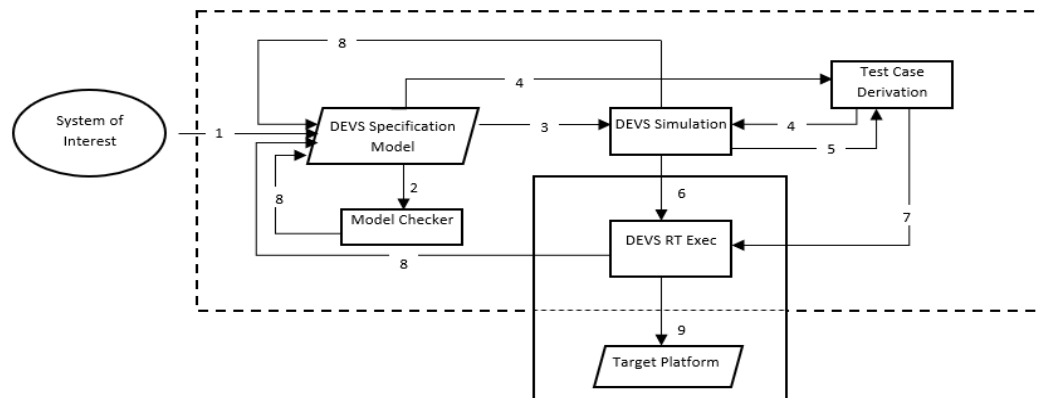 8
4
Test Case
Derivation
System of
Interest
1
DEVS Specification
Model
3
DEVS Simulation
4
5
2
8
Model Checker
6
7
DEVS RT Exec
8
9
Target Platform